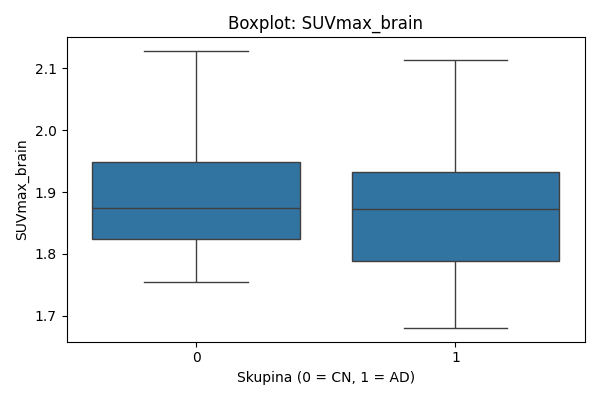 Boxplot: SUVmax_brain
SUVmax_brain
2.1
2.0
1.9
1.8
1.7
0 1
Skupina (0 = CN, 1 = AD)